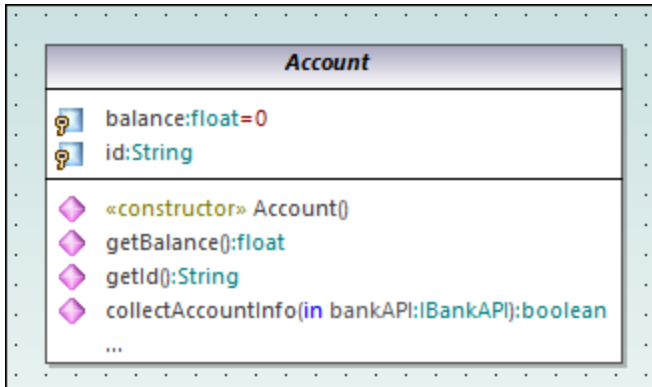 Account
balance:float=0
id:String
«constructor» Account()
getBalance():float
getId():String
collectAccountInfo(in bankAPI:IBankAPI):boolean
...